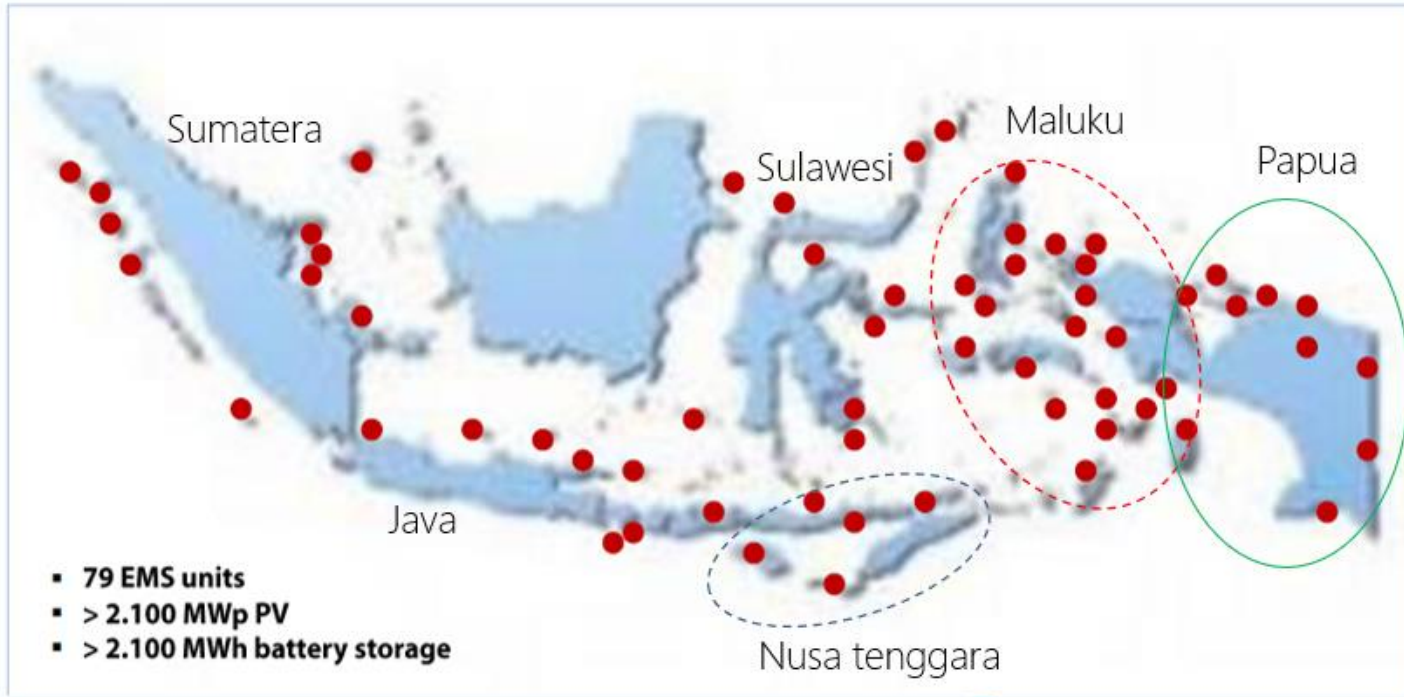 Sumatera
Sulawesi
Maluku
Papua
Java
Nusa tenggara
▪ 79 EMS units
▪ > 2.100 MWp PV
▪ > 2.100 MWh battery storage